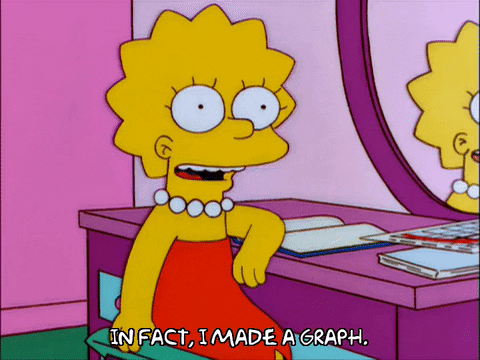 IN FACT, I MADE A GRAPH.